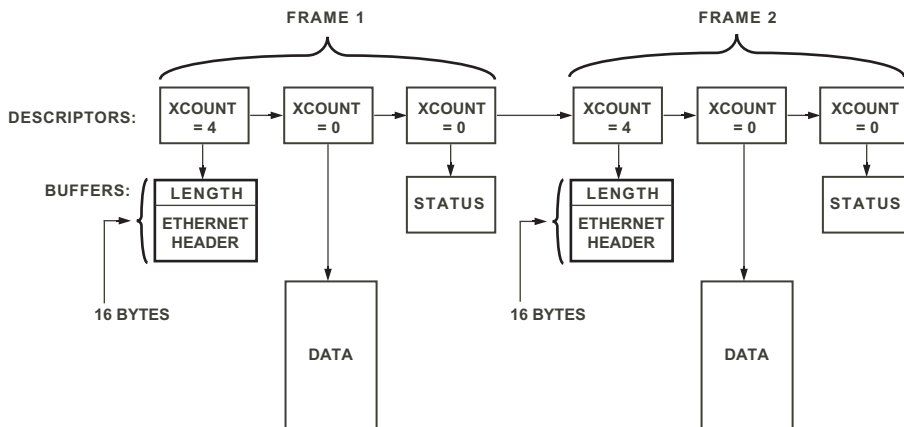 FRAME 1
FRAME 2
DESCRIPTORS:
XCOUNT
= 4
XCOUNT
= 0
XCOUNT
= 0
XCOUNT
= 4
XCOUNT
= 0
XCOUNT
= 0
BUFFERS:
LENGTH
ETHERNET
HEADER
STATUS
LENGTH
ETHERNET
HEADER
STATUS
16 BYTES
DATA
16 BYTES
DATA